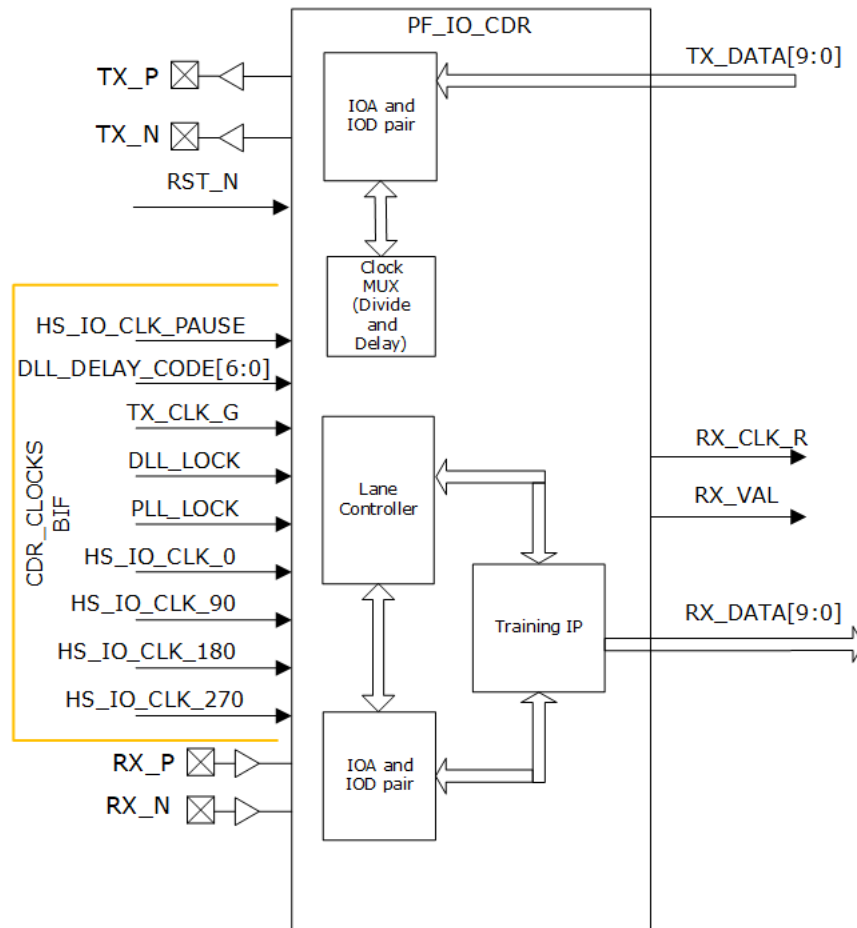 PF_IO_CDR
TX_P
TX_DATA[9:0]
IOA and
IOD pair
TX_N
RST_N
Clock
MUX
(Divide
and
Delay)
CDR_CLOCKS
BIF
HS_IO_CLK_PAUSE
DLL_DELAY_CODE[6:0]
TX_CLK_G
DLL_LOCK
PLL_LOCK
HS_IO_CLK_0
HS_IO_CLK_90
HS_IO_CLK_180
HS_IO_CLK_270
Lane
Controller
RX_CLK_R
RX_VAL
Training IP
RX_DATA[9:0]
RX_P
RX_N
IOA and
IOD pair